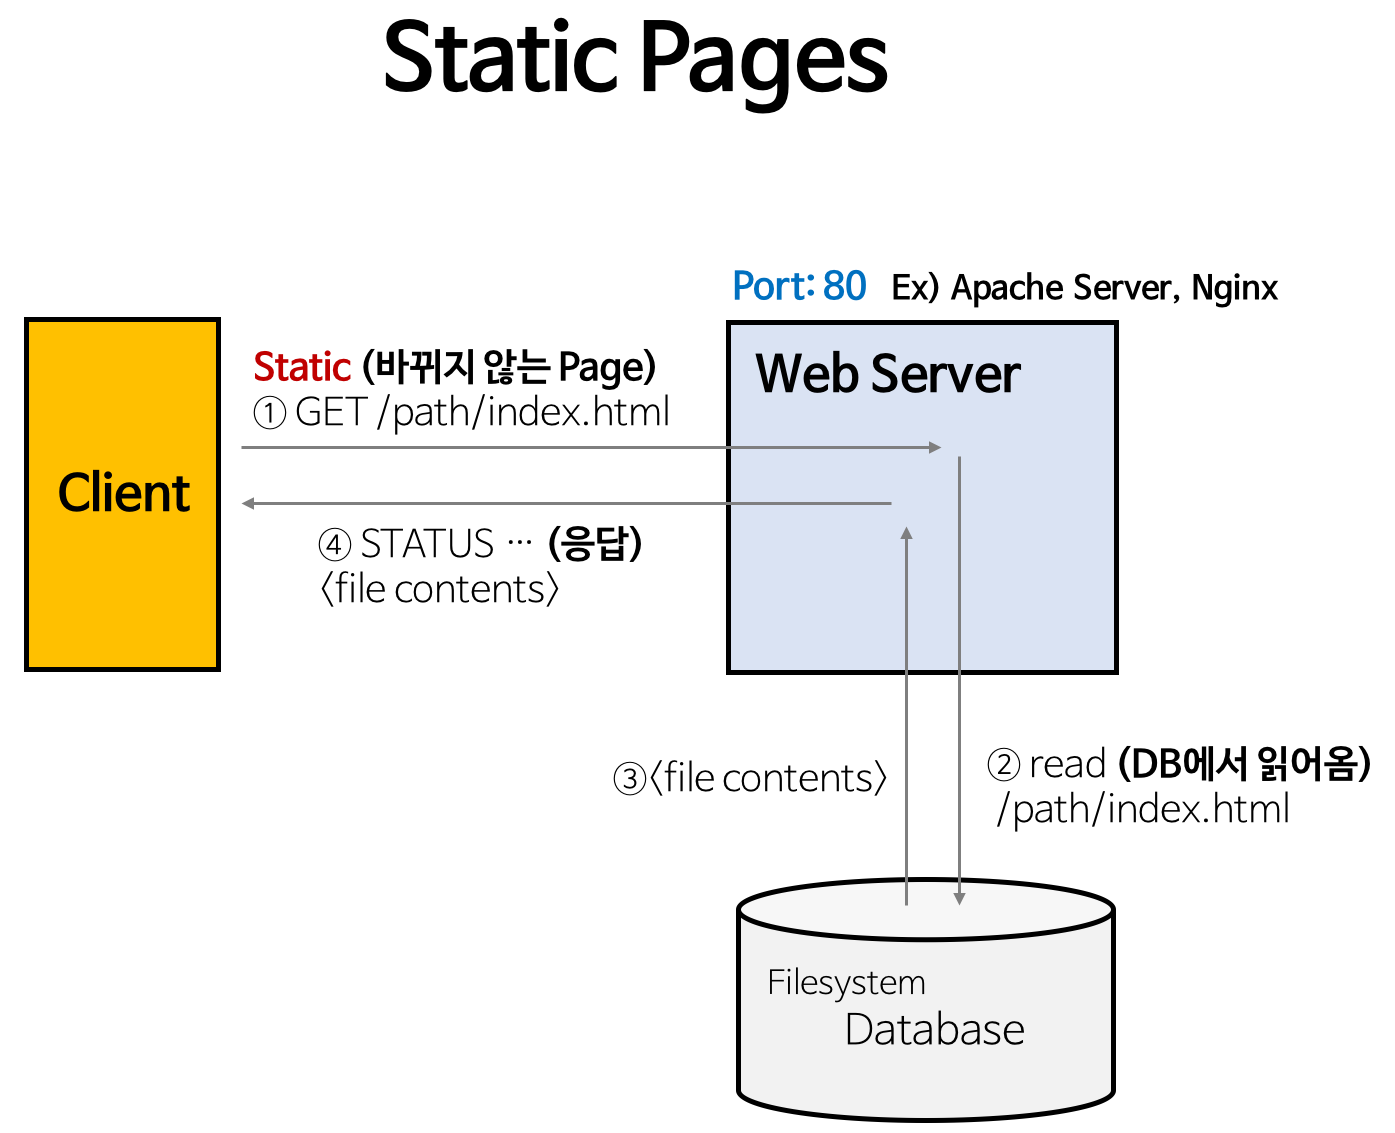 Static Pages
Port: 80 Ex) Apache Server, Nginx
Static (바뀌지 않는 Page)
① GET /path/index.html
Web Server
Client
④ STATUS … (응답)
〈file contents〉
③〈file contents〉
② read (DB에서 읽어옴)
/path/index.html
Filesystem
Database